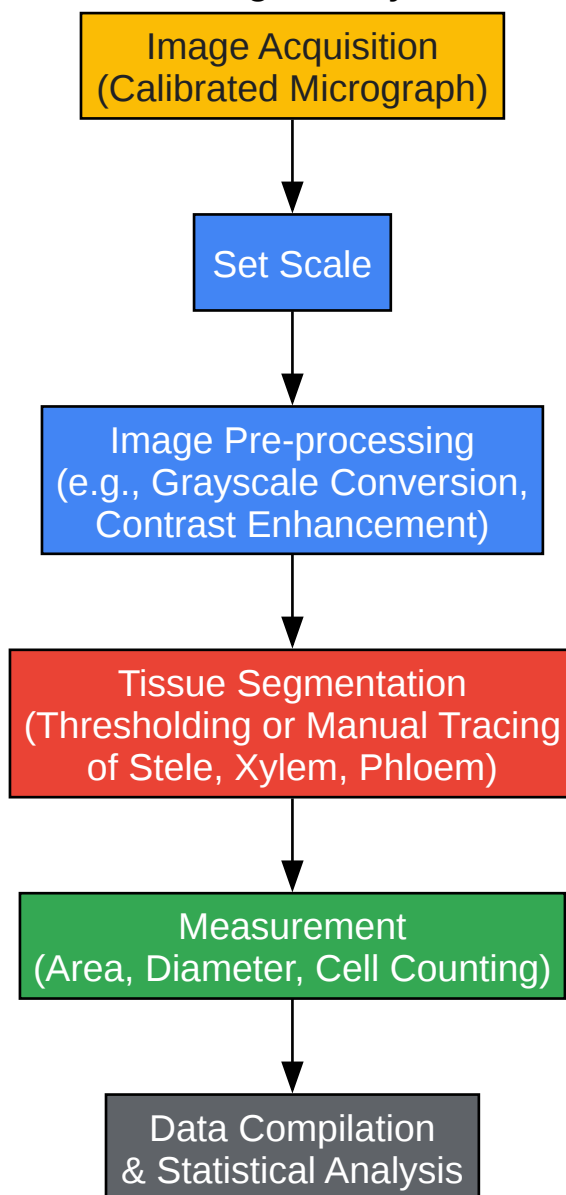 Image Acquisition
(Calibrated Micrograph)
Set Scale
Image Pre-processing
(e.g., Grayscale Conversion,
Contrast Enhancement)
Tissue Segmentation
(Thresholding or Manual Tracing
of Stele, Xylem, Phloem)
Measurement
(Area, Diameter, Cell Counting)
Data Compilation
& Statistical Analysis